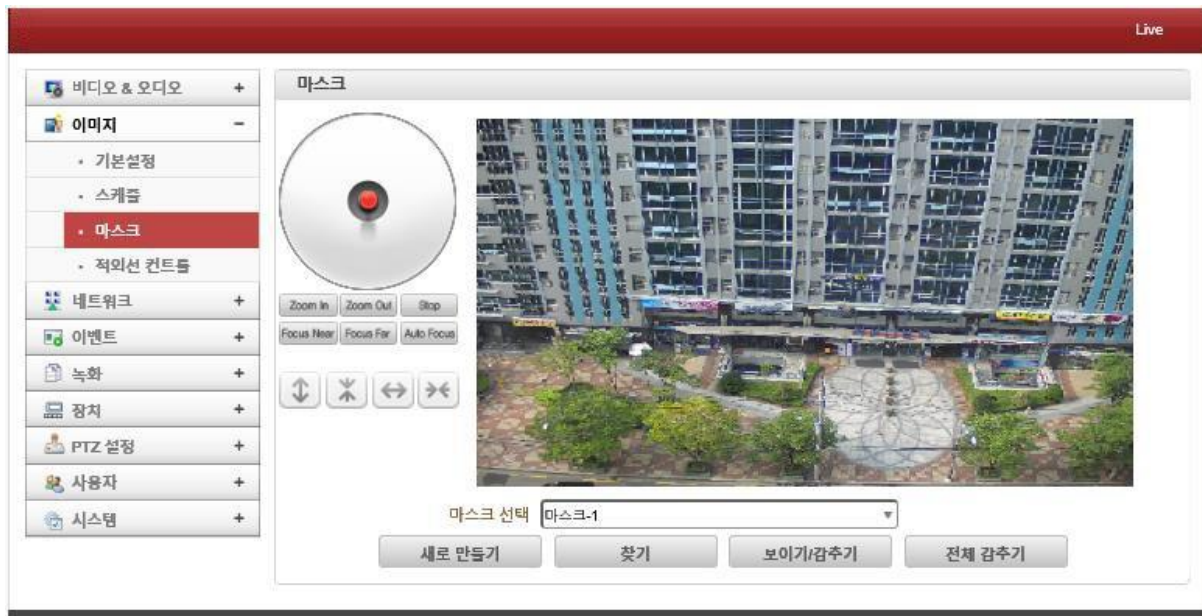 Live
비디오 & 오디오 +
이미지 -
기본설정
스케쥴
마스크
적외선 컨트롤
네트워크 +
이벤트 +
녹화 +
장치 +
PTZ 설정 +
사용자 +
시스템 +
마스크
Zoom In Zoom Out Stop
Focus Near Focus Far Auto Focus
마스크 선택 마스크-1
새로 만들기 찾기 보이기/감추기 전체 감추기